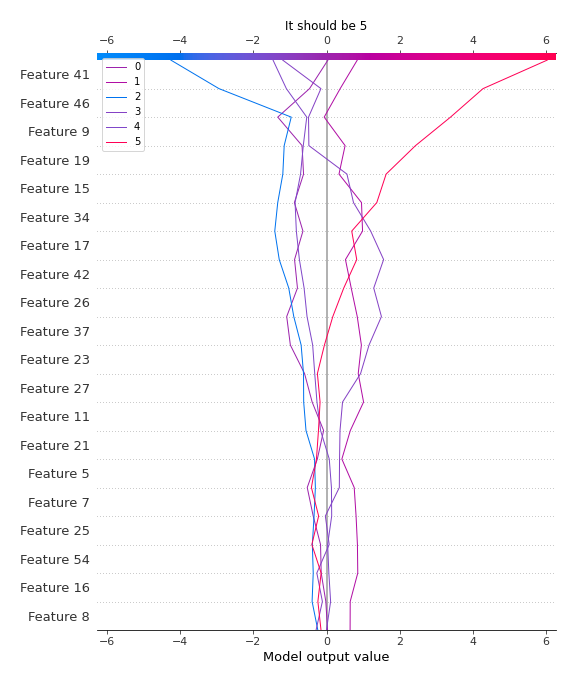 It should be 5
−6 −4 −2 0 2 4 6
0
1
2
3
4
5
Feature 41
Feature 46
Feature 9
Feature 19
Feature 15
Feature 34
Feature 17
Feature 42
Feature 26
Feature 37
Feature 23
Feature 27
Feature 11
Feature 21
Feature 5
Feature 7
Feature 25
Feature 54
Feature 16
Feature 8
−6 −4 −2 0 2 4 6
Model output value